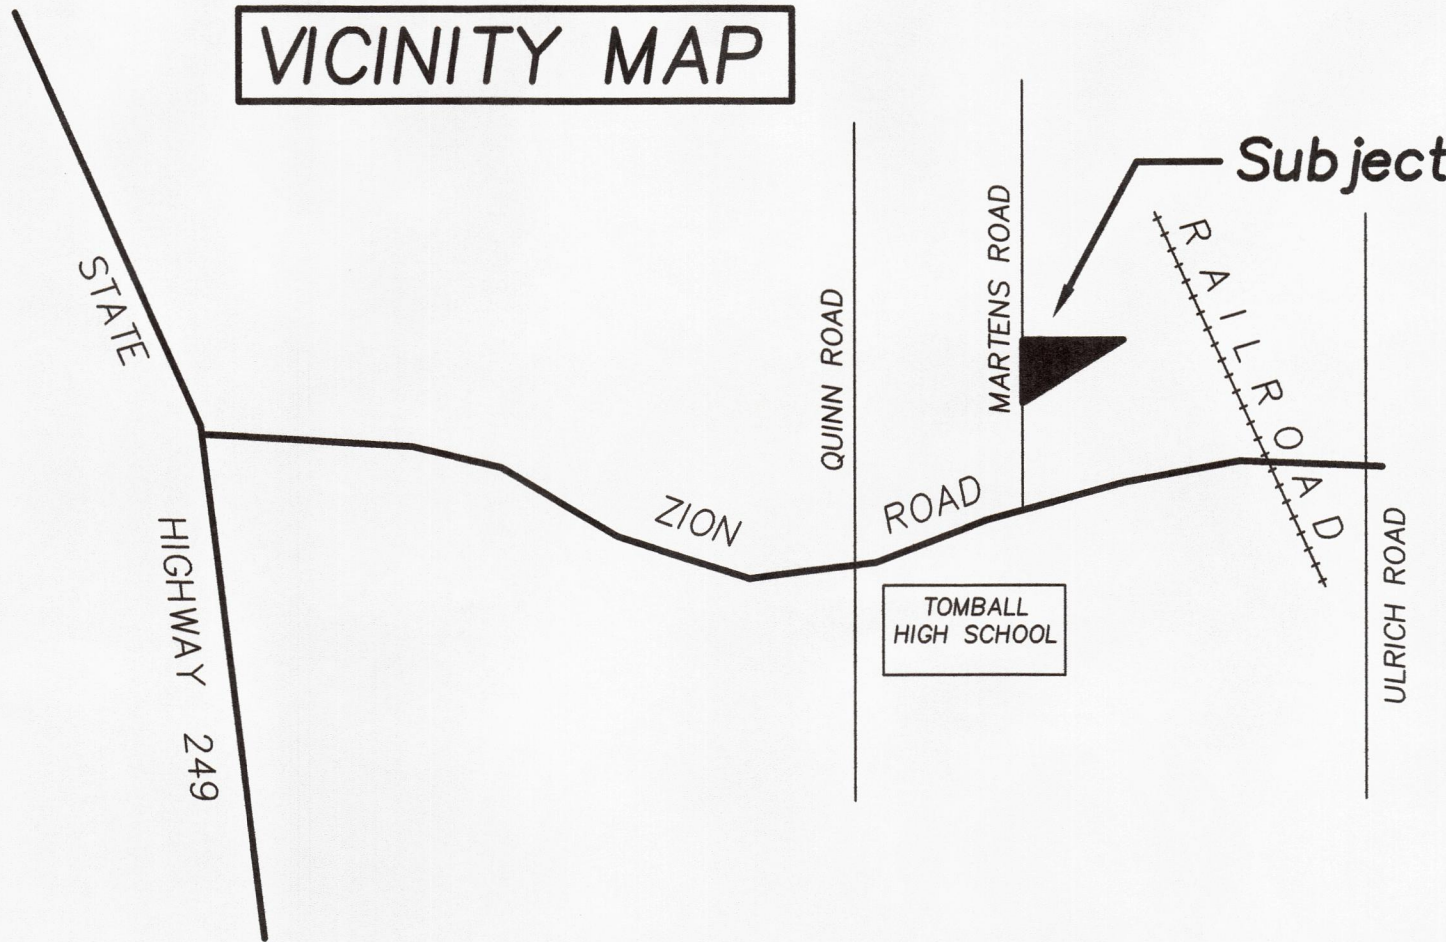 VICINITY MAP
Subject
STATE
HIGHWAY 249
ZION ROAD
QUINN ROAD
MARTENS ROAD
RAILROAD
ULRICH ROAD
TOMBALL
HIGH SCHOOL